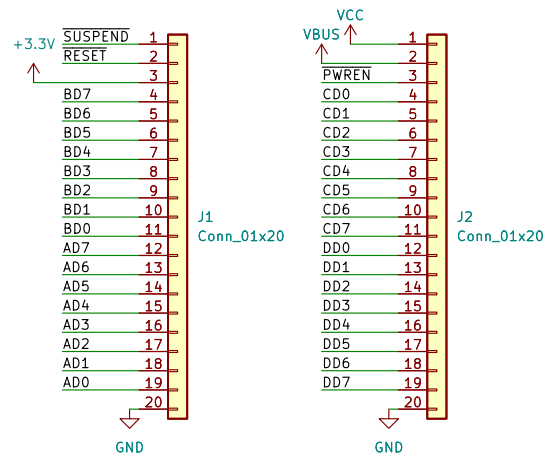 SUSPEND 1
+3.3V
RESET 2
3
BD7 4
BD6 5
BD5 6
BD4 7
BD3 8
BD2 9
BD1 10
BD0 11
AD7 12
AD6 13
AD5 14
AD4 15
AD3 16
AD2 17
AD1 18
AD0 19
20
J1
Conn_01x20
GND
VCC
1
VBUS
2
PWREN 3
CD0 4
CD1 5
CD2 6
CD3 7
CD4 8
CD5 9
CD6 10
CD7 11
DD0 12
DD1 13
DD2 14
DD3 15
DD4 16
DD5 17
DD6 18
DD7 19
20
J2
Conn_01x20
GND